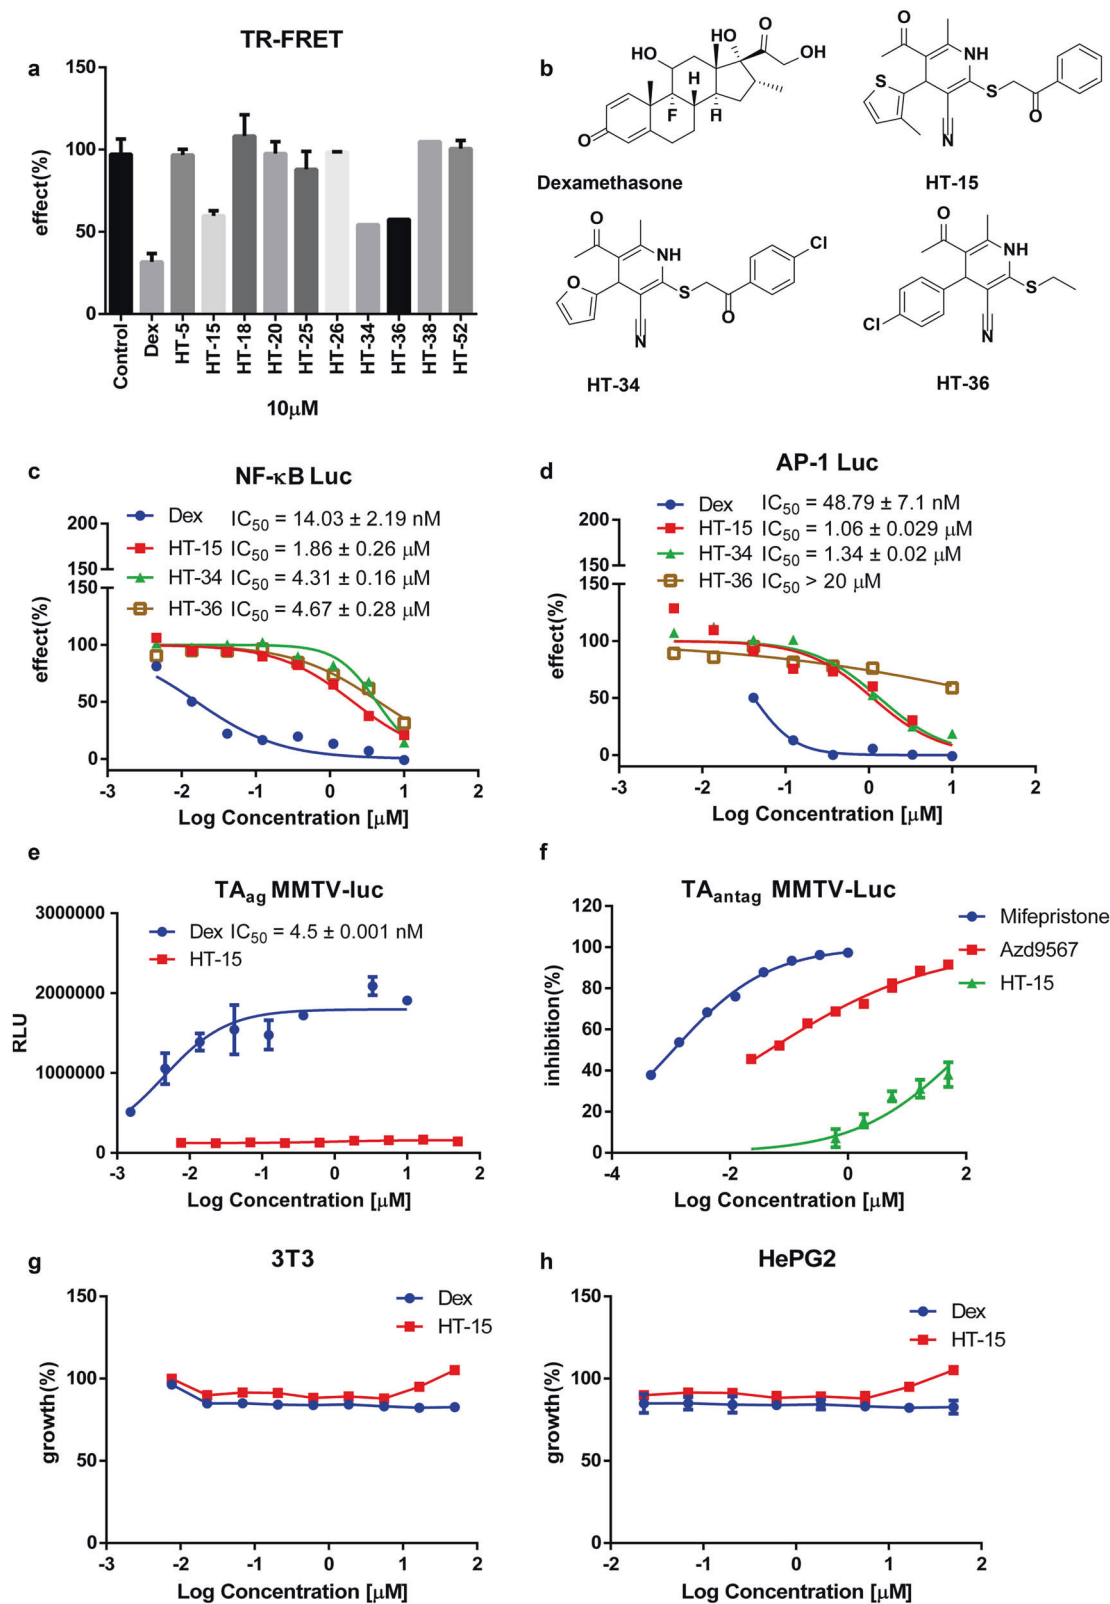 a
TR-FRET
effect(%)
150
100
50
0
Control
Dex
HT-5
HT-15
HT-18
HT-20
HT-25
HT-26
HT-34
HT-36
HT-38
HT-52
10μM
b
HO
O
HO
OH
H
H
F
H
O
Dexamethasone
O
NH
S
S
O
N
HT-15
O
NH
O
S
O
Cl
N
HT-34
O
NH
Cl
S
N
HT-36
c
NF-κB Luc
Dex IC50 = 14.03 ± 2.19 nM
HT-15 IC50 = 1.86 ± 0.26 μM
HT-34 IC50 = 4.31 ± 0.16 μM
HT-36 IC50 = 4.67 ± 0.28 μM
effect(%)
200
150
150
100
50
0
-3 -2 -1 0 1 2
Log Concentration [μM]
d
AP-1 Luc
Dex IC50 = 48.79 ± 7.1 nM
HT-15 IC50 = 1.06 ± 0.029 μM
HT-34 IC50 = 1.34 ± 0.02 μM
HT-36 IC50 > 20 μM
effect(%)
200
150
150
100
50
0
-3 -2 -1 0 1 2
Log Concentration [μM]
e
TAag MMTV-luc
Dex IC50 = 4.5 ± 0.001 nM
HT-15
RLU
3000000
2000000
1000000
0
-3 -2 -1 0 1 2
Log Concentration [μM]
f
TAantag MMTV-Luc
Mifepristone
Azd9567
HT-15
inhibition(%)
120
100
80
60
40
20
0
-4 -2 0 2
Log Concentration [μM]
g
3T3
Dex
HT-15
growth(%)
150
100
50
0
-3 -2 -1 0 1 2
Log Concentration [μM]
h
HePG2
Dex
HT-15
growth(%)
150
100
50
0
-2 -1 0 1 2
Log Concentration [μM]